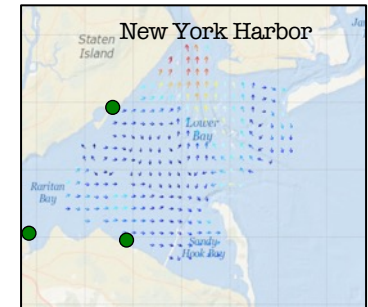 New York Harbor
Staten
Island
Lower
Bay
Raritan
Bay
Sandy-
Hook Bay